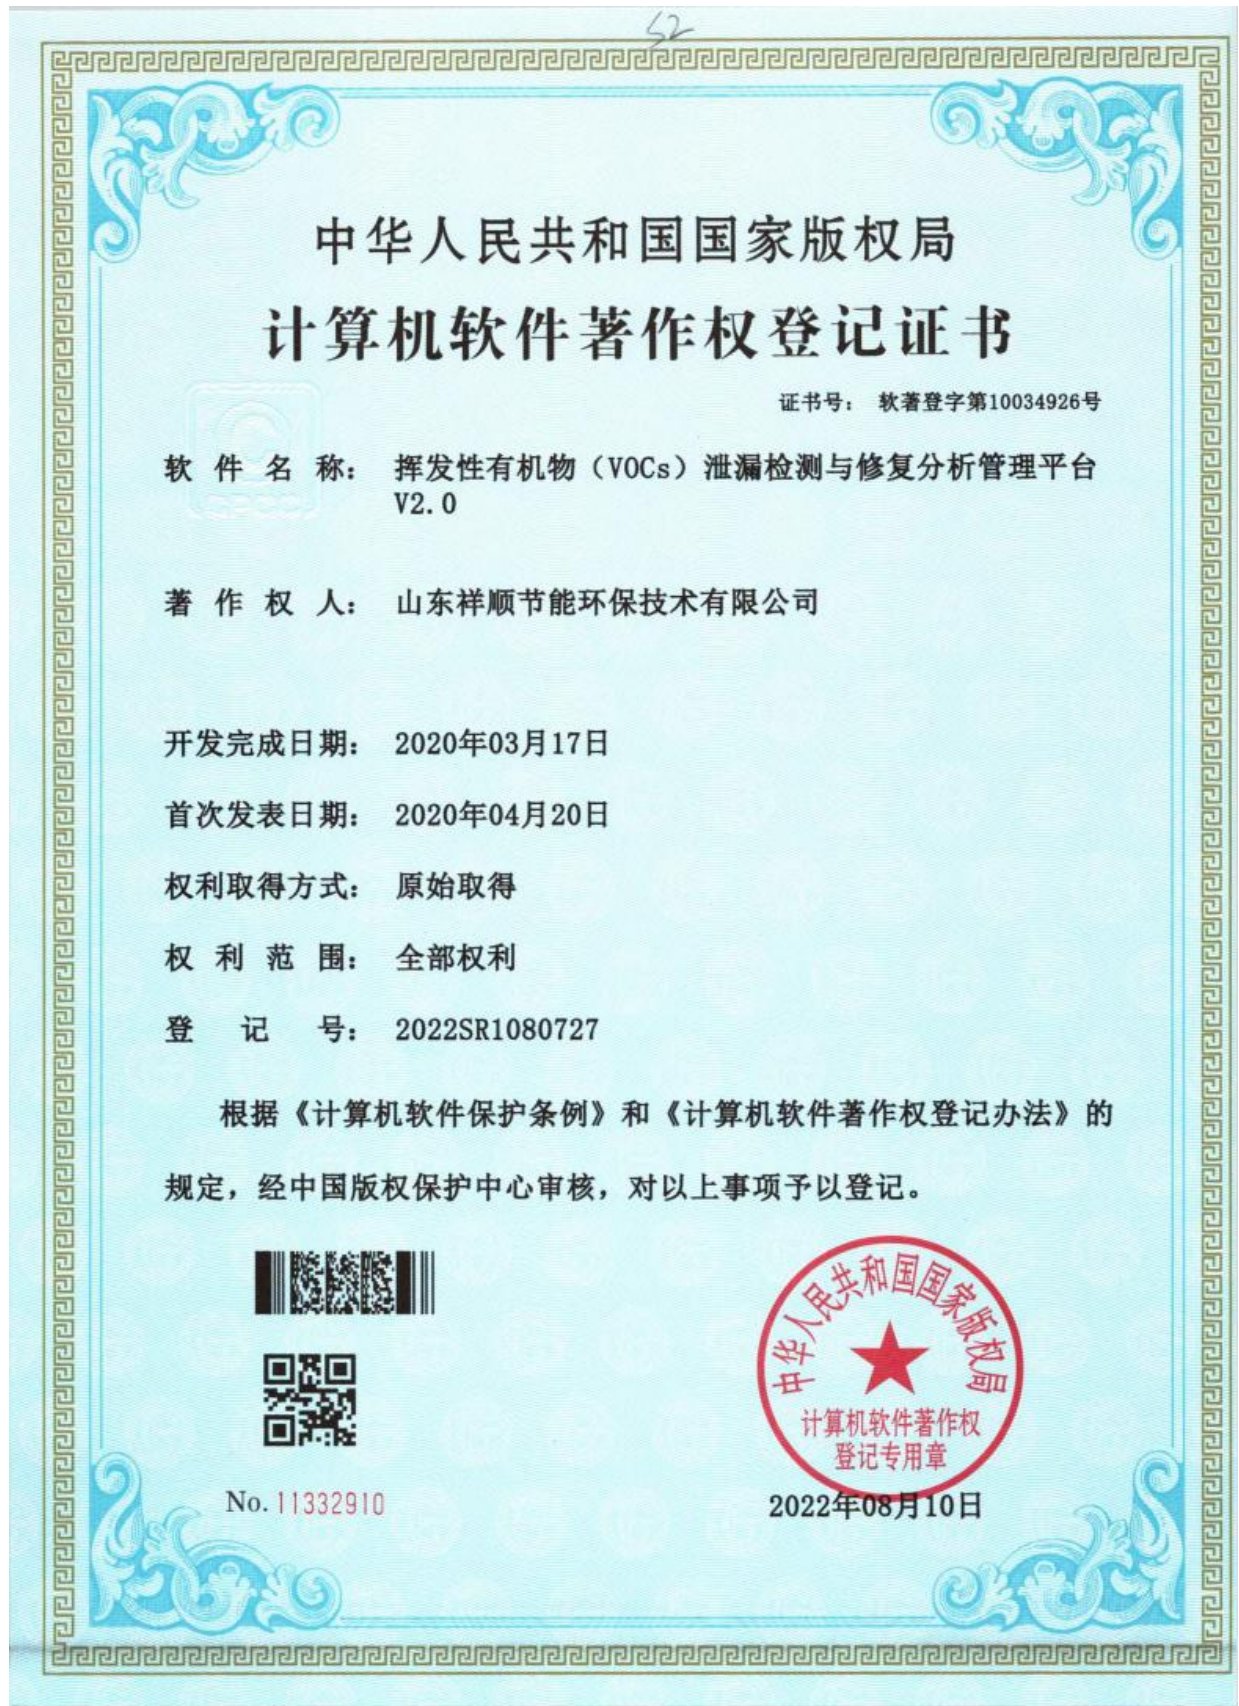 52
中华人民共和国国家版权局
计算机软件著作权登记证书
证书号： 软著登字第10034926号
软件名称： 挥发性有机物（VOCs）泄漏检测与修复分析管理平台
V2.0
著作权人： 山东祥顺节能环保技术有限公司
开发完成日期： 2020年03月17日
首次发表日期： 2020年04月20日
权利取得方式： 原始取得
权利范围： 全部权利
登记号： 2022SR1080727
根据《计算机软件保护条例》和《计算机软件著作权登记办法》的
规定，经中国版权保护中心审核，对以上事项予以登记。
中华人民共和国国家版权局
计算机软件著作权
登记专用章
No. 11332910
2022年08月10日
CPCC